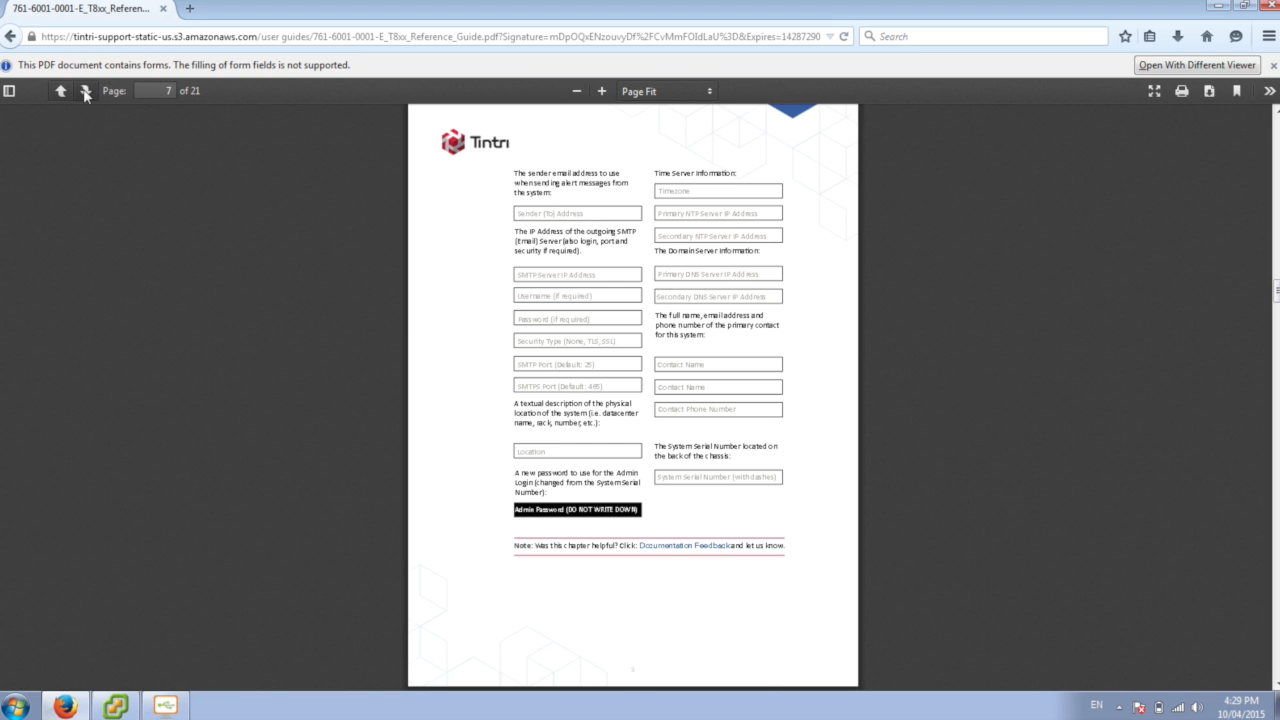 761-6001-0001-E_T8xx_Referen...
https://tintri-support-static-us.s3.amazonaws.com/user guides/761-6001-0001-E_T8xx_Reference_Guide.pdf?Signature=mDpOQxENzouvyDf%2FCvMmFOIdLaU%3D&Expires=14287290
Search
This PDF document contains forms. The filling of form fields is not supported.
Open With Different Viewer
Page: 7 of 21
Page Fit
Tintri
The sender email address to use
when sending alert messages from
the system:
Sender (To) Address
The IP Address of the outgoing SMTP
(Email) Server (also login, port and
security if required).
SMTP Server IP Address
Username (if required)
Password (if required)
Security Type (None, TLS, SSL)
SMTP Port (Default: 25)
SMTPS Port (Default: 465)
A textual description of the physical
location of the system (i.e. datacenter
name, rack, number, etc.):
Location
A new password to use for the Admin
Login (changed from the System Serial
Number):
Admin Password (DO NOT WRITE DOWN)
Time Server Information:
Timezone
Primary NTP Server IP Address
Secondary NTP Server IP Address
The Domain Server Information:
Primary DNS Server IP Address
Secondary DNS Server IP Address
The full name, email address and
phone number of the primary contact
for this system:
Contact Name
Contact Name
Contact Phone Number
The System Serial Number located on
the back of the chassis:
System Serial Number (with dashes)
Note: Was this chapter helpful? Click: Documentation Feedback and let us know.
EN
4:29 PM
10/04/2015